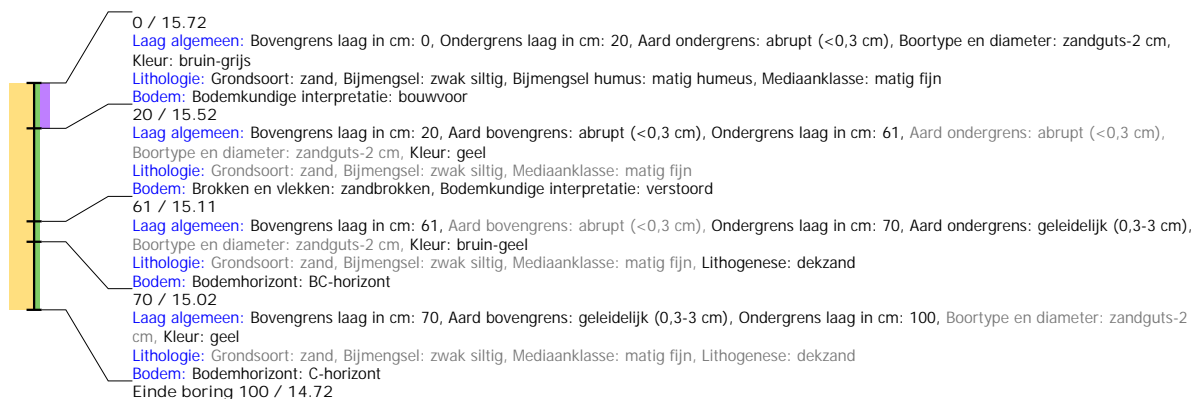 0 / 15.72
Laag algemeen: Bovengrens laag in cm: 0, Ondergrens laag in cm: 20, Aard ondergrens: abrupt (<0,3 cm), Boortype en diameter: zandguts-2 cm,
Kleur: bruin-grijs
Lithologie: Grondsoort: zand, Bijmengsel: zwak siltig, Bijmengsel humus: matig humeus, Mediaanklasse: matig fijn
Bodem: Bodemkundige interpretatie: bouwvoor
20 / 15.52
Laag algemeen: Bovengrens laag in cm: 20, Aard bovengrens: abrupt (<0,3 cm), Ondergrens laag in cm: 61, Aard ondergrens: abrupt (<0,3 cm),
Boortype en diameter: zandguts-2 cm, Kleur: geel
Lithologie: Grondsoort: zand, Bijmengsel: zwak siltig, Mediaanklasse: matig fijn
Bodem: Brokken en vlekken: zandbrokken, Bodemkundige interpretatie: verstoord
61 / 15.11
Laag algemeen: Bovengrens laag in cm: 61, Aard bovengrens: abrupt (<0,3 cm), Ondergrens laag in cm: 70, Aard ondergrens: geleidelijk (0,3-3 cm),
Boortype en diameter: zandguts-2 cm, Kleur: bruin-geel
Lithologie: Grondsoort: zand, Bijmengsel: zwak siltig, Mediaanklasse: matig fijn, Lithogenese: dekzand
Bodem: Bodemhorizont: BC-horizont
70 / 15.02
Laag algemeen: Bovengrens laag in cm: 70, Aard bovengrens: geleidelijk (0,3-3 cm), Ondergrens laag in cm: 100, Boortype en diameter: zandguts-2
cm, Kleur: geel
Lithologie: Grondsoort: zand, Bijmengsel: zwak siltig, Mediaanklasse: matig fijn, Lithogenese: dekzand
Bodem: Bodemhorizont: C-horizont
Einde boring 100 / 14.72